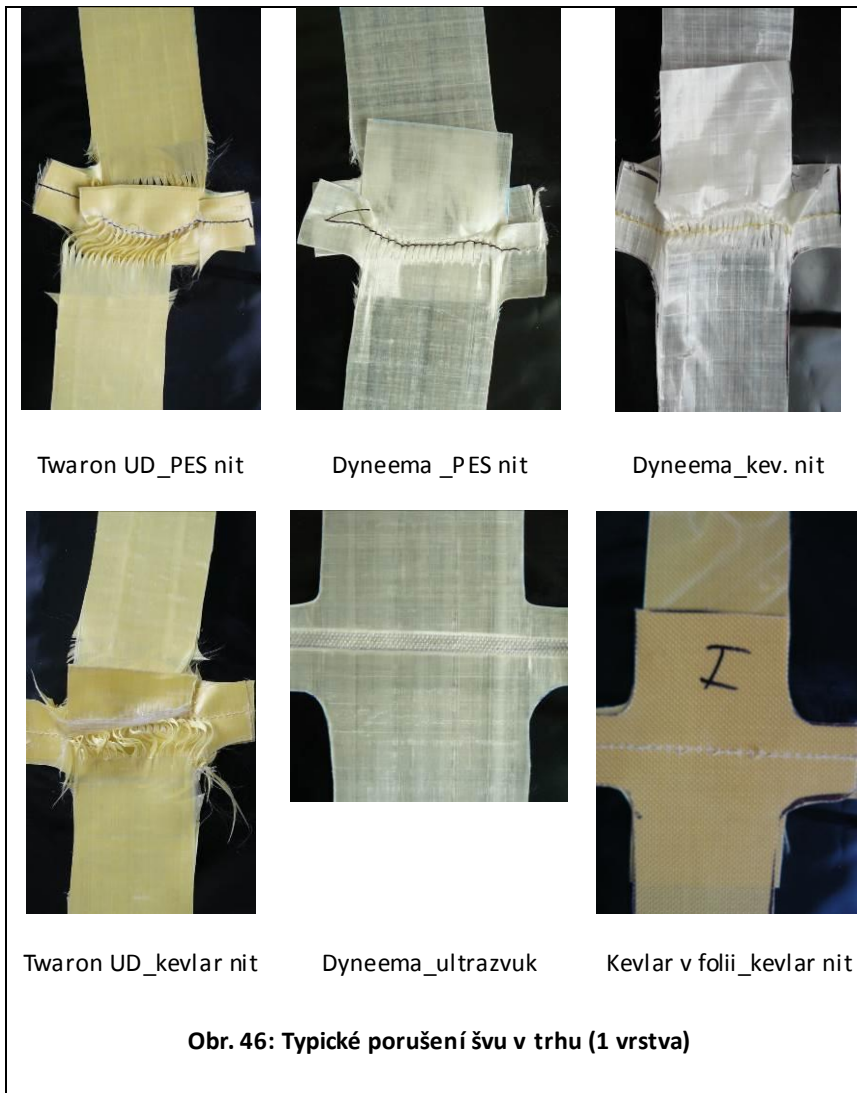 Twaron UD_PES nit
Dyneema _PES nit
Dyneema_kev. nit
I
Twaron UD_kevlar nit
Dyneema_ultrazvuk
Kevlar v folii_kevlar nit
Obr. 46: Typické porušení švu v trhu (1 vrstva)